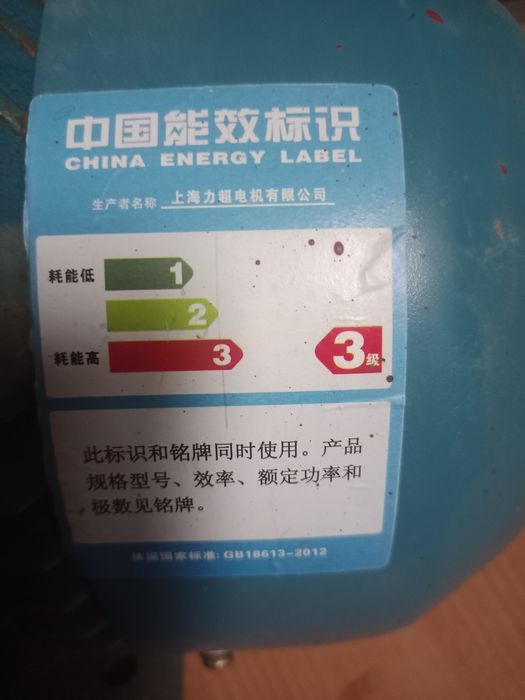 中国能效标识
CHINA ENERGY LABEL
生产者名称 上海力超电机有限公司
耗能低 1
2
耗能高 3
3级
此标识和铭牌同时使用。产品
规格型号、效率、额定功率和
极数见铭牌。
依据国家标准:GB18613-2012